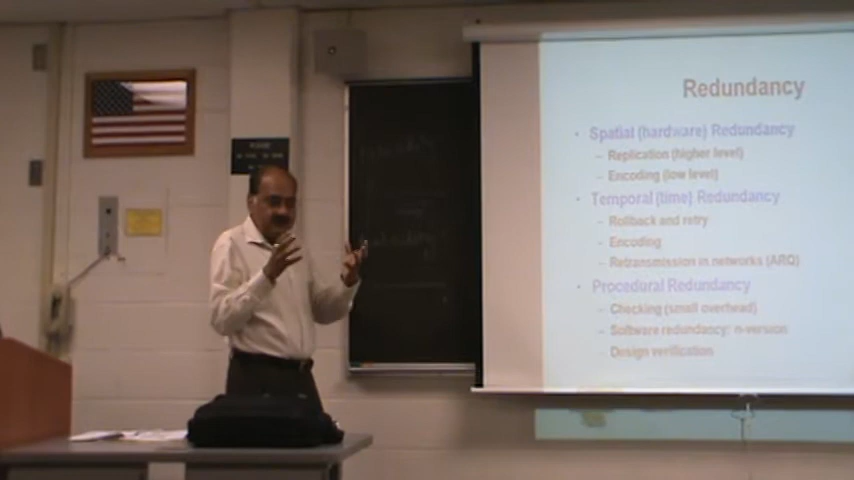 Redundancy
• Spatial (hardware) Redundancy
– Replication (higher level)
– Encoding (low level)
• Temporal (time) Redundancy
– Rollback and retry
– Encoding
– Retransmission in networks (ARQ)
• Procedural Redundancy
– Checking (small overhead)
– Software redundancy: n-version
– Design verification